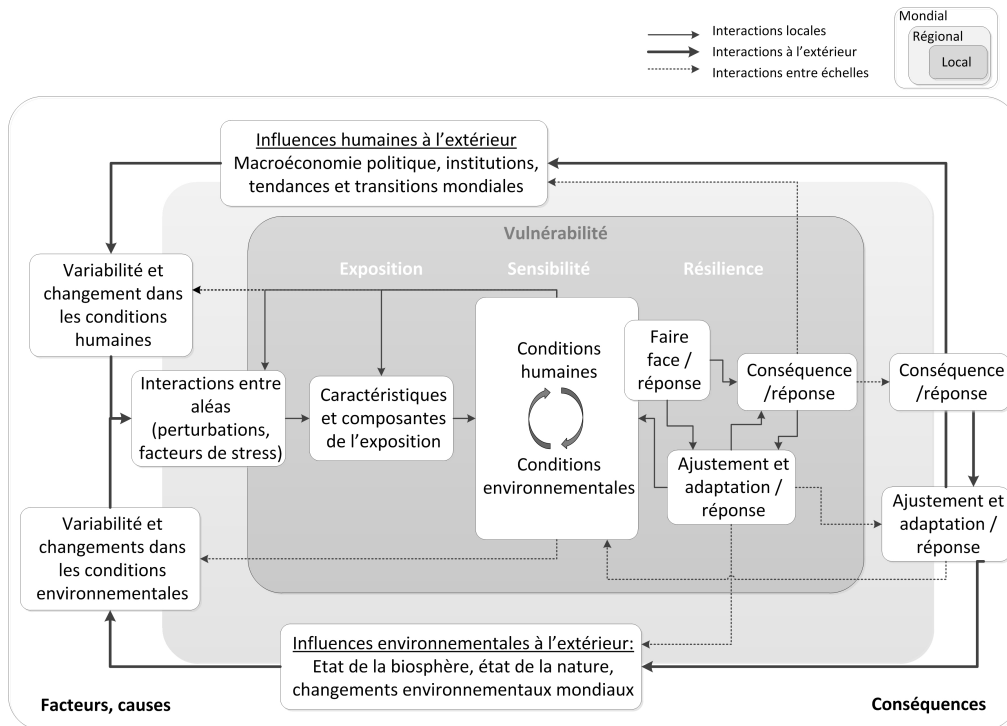 Interactions locales
Interactions à l'extérieur
Interactions entre échelles
Mondial
Régional
Local
Influences humaines à l'extérieur
Macroéconomie politique, institutions,
tendances et transitions mondiales
Vulnérabilité
Exposition
Sensibilité
Résilience
Variabilité et
changement dans
les conditions
humaines
Interactions entre
aléas
(perturbations,
facteurs de stress)
Caractéristiques
et composantes
de l'exposition
Conditions
humaines
Conditions
environnementales
Faire
face /
réponse
Conséquence
/réponse
Conséquence
/réponse
Ajustement et
adaptation /
réponse
Ajustement et
adaptation /
réponse
Variabilité et
changements dans
les conditions
environnementales
Influences environnementales à l'extérieur:
Etat de la biosphère, état de la nature,
changements environnementaux mondiaux
Facteurs, causes
Conséquences